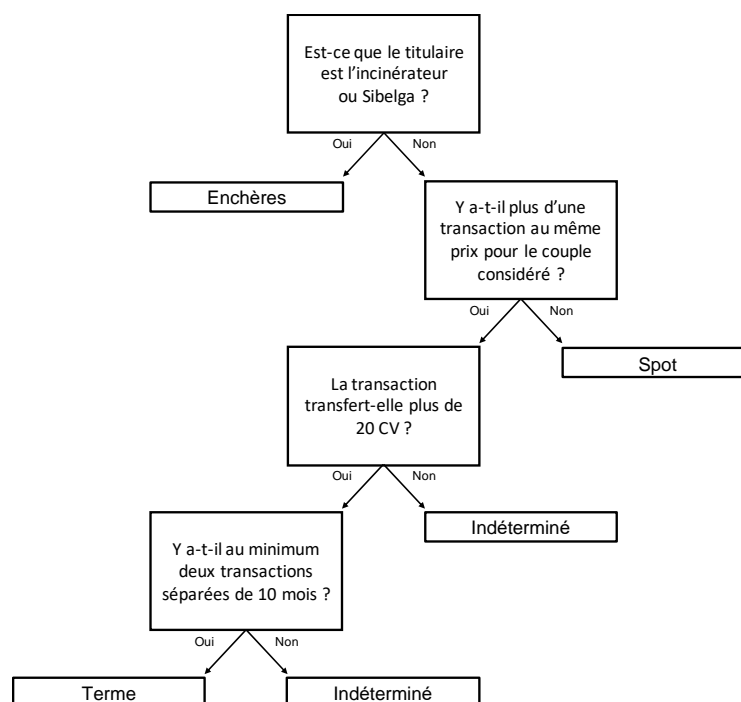 Est-ce que le titulaire
est l’incinérateur
ou Sibelga ?
Oui
Non
Enchères
Y a-t-il plus d’une
transaction au même
prix pour le couple
considéré ?
Oui
Non
Spot
La transaction
transfert-elle plus de
20 CV ?
Oui
Non
Indéterminé
Y a-t-il au minimum
deux transactions
séparées de 10 mois ?
Oui
Non
Terme
Indéterminé